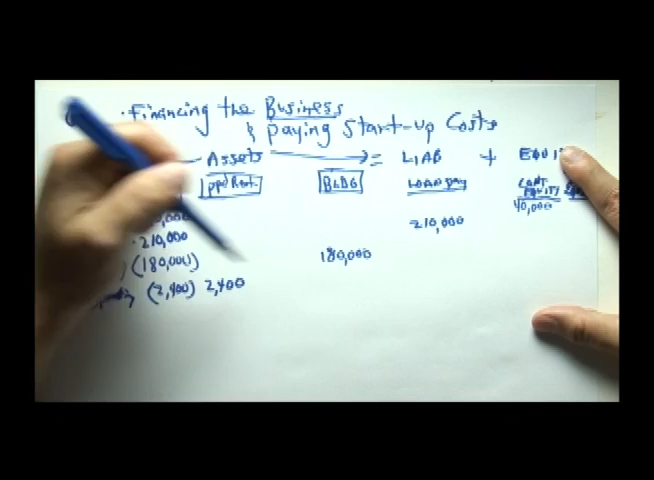 · Financing the Business
& paying Start-up Costs
Assets = LIAB + EQUI
PPd Rent. BLDG LOAN PAY CONT. EQUITY
40,000
210,000 210,000
(180,000) 180,000
(2,400) 2,400